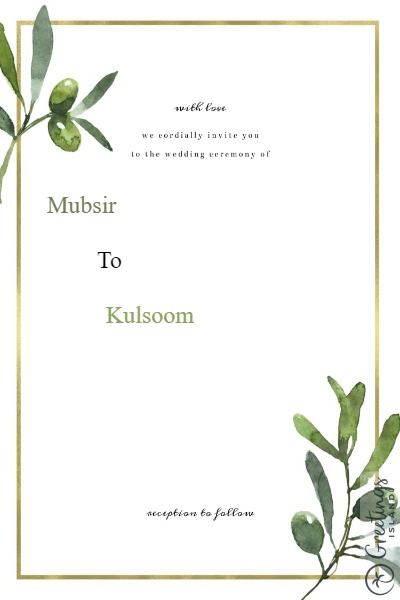 with love
we cordially invite you
to the wedding ceremony of
Mubsir
To
Kulsoom
reception to follow
Greetings
ISLAND